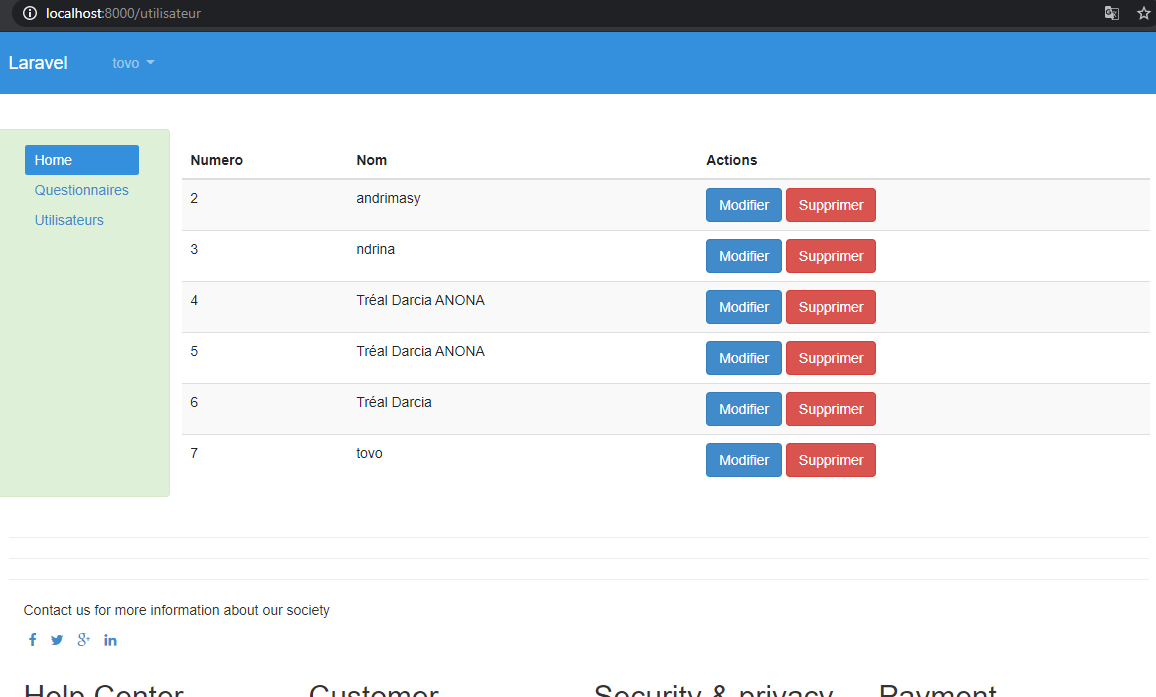 localhost:8000/utilisateur
Laravel tovo
Home
Questionnaires
Utilisateurs
Numero Nom Actions
2 andrimasy Modifier Supprimer
3 ndrina Modifier Supprimer
4 Tréal Darcia ANONA Modifier Supprimer
5 Tréal Darcia ANONA Modifier Supprimer
6 Tréal Darcia Modifier Supprimer
7 tovo Modifier Supprimer
Contact us for more information about our society
Help Center Customer Security & privacy Payment